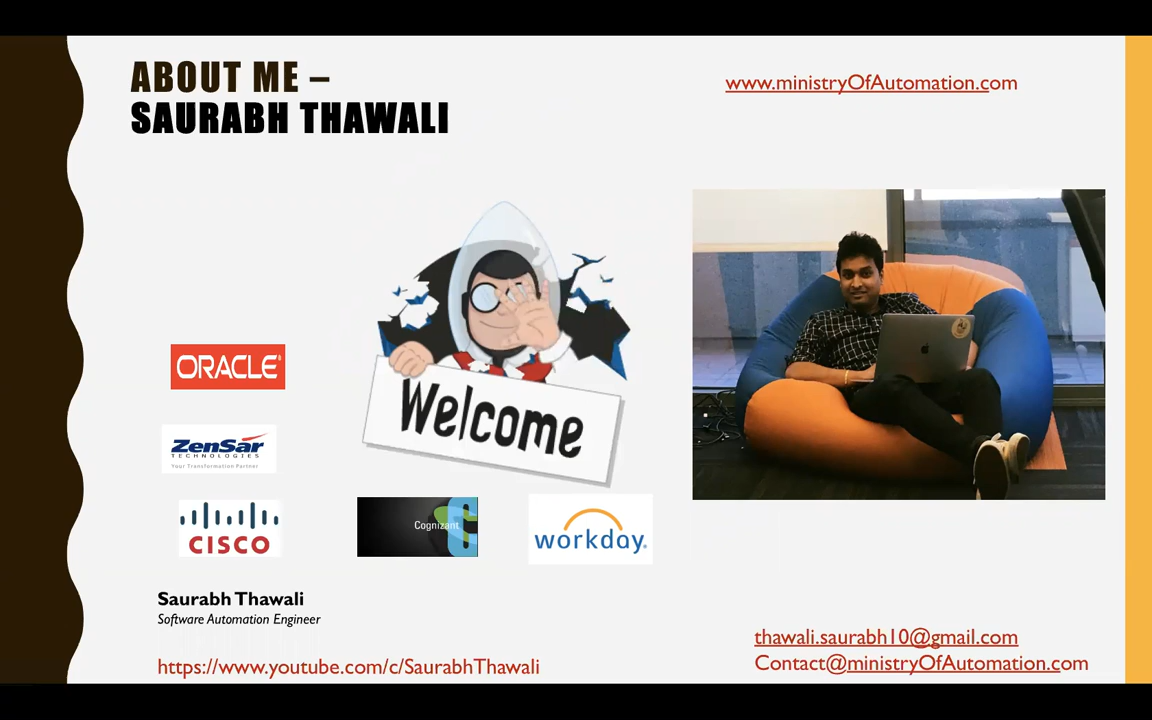 ABOUT ME –
SAURABH THAWALI
www.ministryOfAutomation.com
Welcome
ORACLE®
ZenSar
TECHNOLOGIES
Your Transformation Partner
CISCO
Cognizant
workday®
Saurabh Thawali
Software Automation Engineer
https://www.youtube.com/c/SaurabhThawali
thawali.saurabh10@gmail.com
Contact@ministryOfAutomation.com